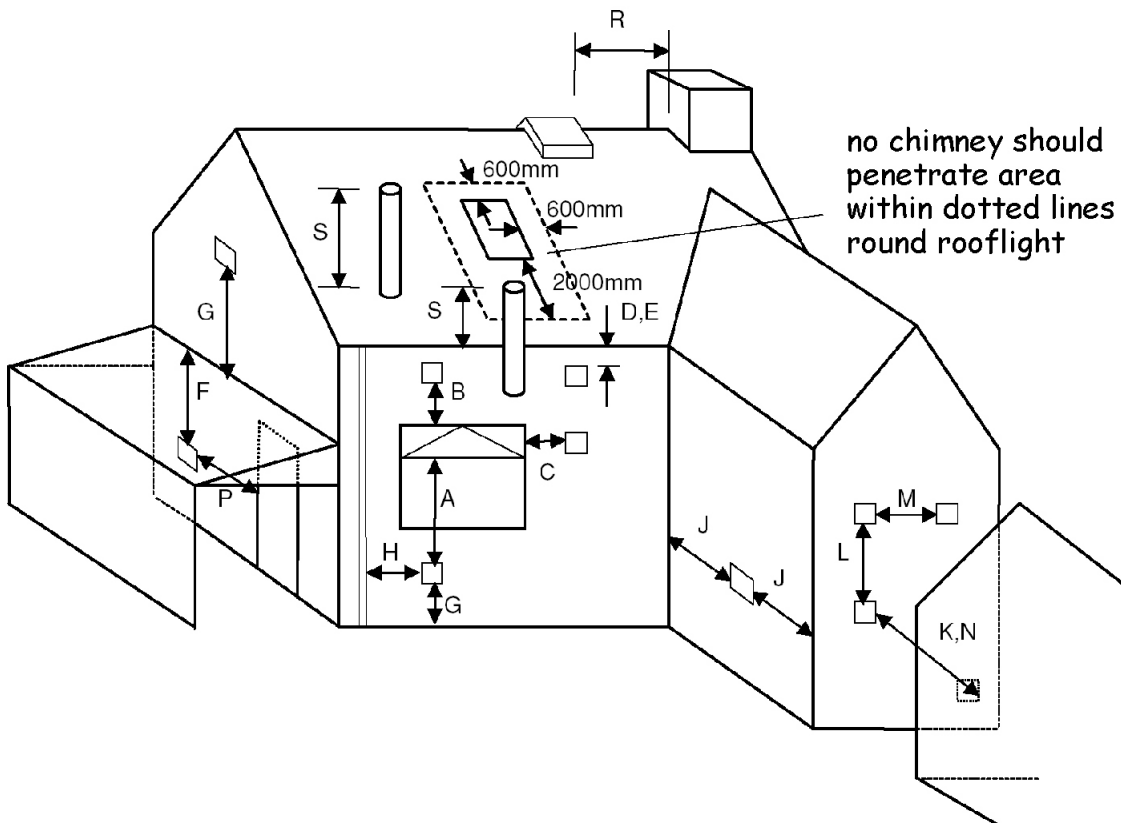 R
no chimney should
penetrate area
within dotted lines
round rooflight
600mm
600mm
S
2000mm
S
D,E
G
F
B
C
P
A
H
G
J
J
M
L
K,N